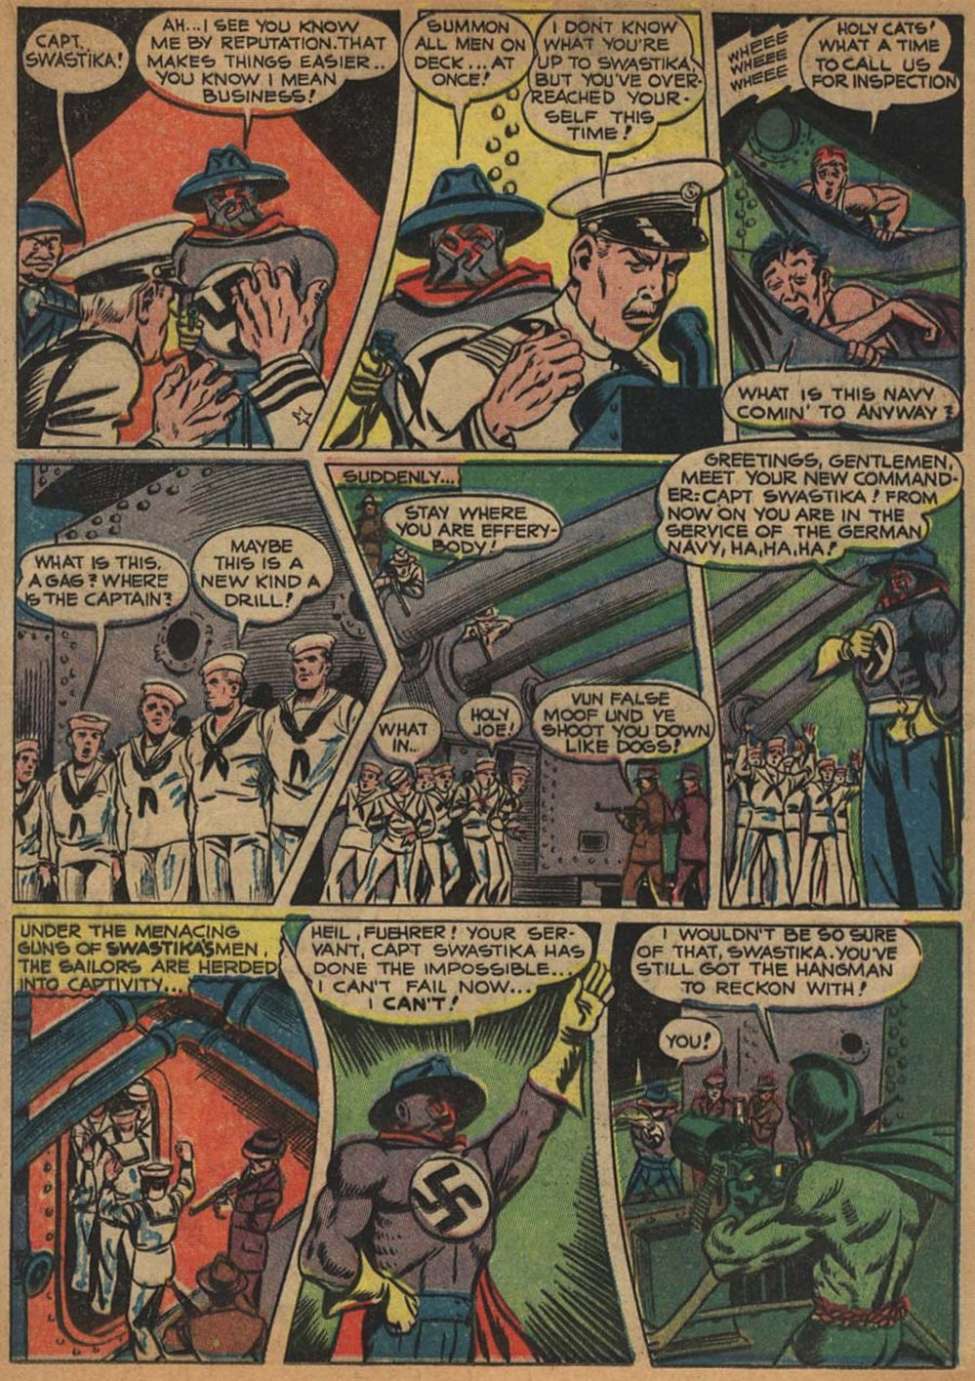 CAPT.
SWASTIKA!
AH...I SEE YOU KNOW
ME BY REPUTATION. THAT
MAKES THINGS EASIER..
YOU KNOW I MEAN
BUSINESS!
SUMMON
ALL MEN ON
DECK...AT
ONCE!
I DON'T KNOW
WHAT YOU'RE
UP TO SWASTIKA,
BUT YOU'VE OVER-
REACHED YOUR-
SELF THIS
TIME!
WHEEE
WHEEE
WHEEE
HOLY CATS!
WHAT A TIME
TO CALL US
FOR INSPECTION
WHAT IS THIS NAVY
COMIN' TO ANYWAY?
WHAT IS THIS,
A GAG? WHERE
IS THE CAPTAIN?
MAYBE
THIS IS A
NEW KIND A
DRILL!
SUDDENLY...
STAY WHERE
YOU ARE EFFERY-
BODY!
WHAT
IN...
HOLY
JOE!
VUN FALSE
MOOF UND VE
SHOOT YOU DOWN
LIKE DOGS!
GREETINGS, GENTLEMEN,
MEET YOUR NEW COMMAND-
ER: CAPT SWASTIKA! FROM
NOW ON YOU ARE IN THE
SERVICE OF THE GERMAN
NAVY, HA, HA, HA!
UNDER THE MENACING
GUNS OF SWASTIKA'S MEN,
THE SAILORS ARE HERDED
INTO CAPTIVITY...
HEIL, FUEHRER! YOUR SER-
VANT, CAPT SWASTIKA HAS
DONE THE IMPOSSIBLE...
I CAN'T FAIL NOW...
I CAN'T!
I WOULDN'T BE SO SURE
OF THAT, SWASTIKA. YOU'VE
STILL GOT THE HANGMAN
TO RECKON WITH!
YOU!